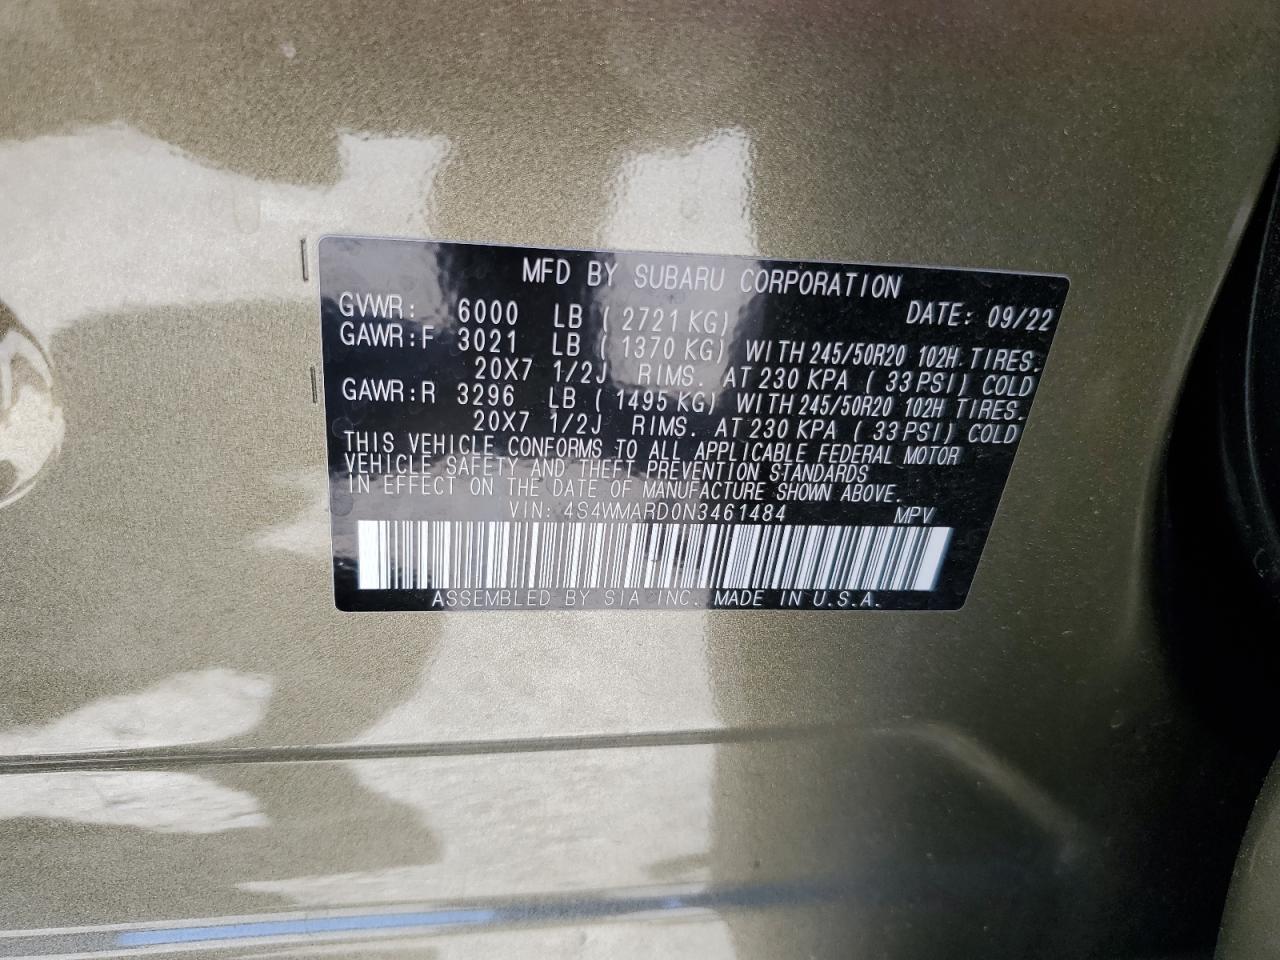 MFD BY SUBARU CORPORATION
GVWR: 6000 LB ( 2721 KG) DATE: 09/22
GAWR:F 3021 LB ( 1370 KG) WITH 245/50R20 102H TIRES.
20X7 1/2J RIMS. AT 230 KPA ( 33 PSI) COLD
GAWR:R 3296 LB ( 1495 KG) WITH 245/50R20 102H TIRES.
20X7 1/2J RIMS. AT 230 KPA ( 33 PSI) COLD
THIS VEHICLE CONFORMS TO ALL APPLICABLE FEDERAL MOTOR
VEHICLE SAFETY AND THEFT PREVENTION STANDARDS
IN EFFECT ON THE DATE OF MANUFACTURE SHOWN ABOVE.
VIN: 4S4WMARD0N3461484 MPV
ASSEMBLED BY SIA INC. MADE IN U.S.A.